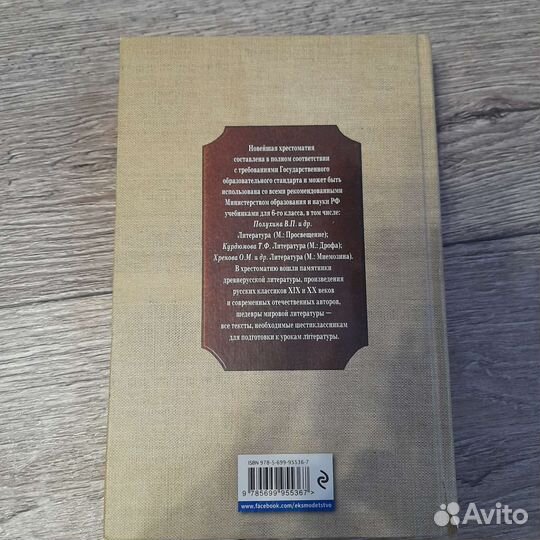 Новейшая хрестоматия
составлена в полном соответствии
с требованиями Государственного
образовательного стандарта и может быть
использована со всеми рекомендованными
Министерством образования и науки РФ
учебниками для 6-го класса, в том числе:
Полухина В.П. и др.
Литература (М.: Просвещение);
Курдюмова Т.Ф. Литература (М.: Дрофа);
Хренова О.М. и др. Литература (М.: Мнемозина).
В хрестоматию вошли памятники
древнерусской литературы, произведения
русских классиков XIX и XX веков
и современных отечественных авторов,
шедевры мировой литературы —
все тексты, необходимые шестиклассникам
для подготовки к урокам литературы.
ISBN 978-5-699-95536-7
9 785699 955367 >
www.facebook.com/eksmodetstvo
Avito